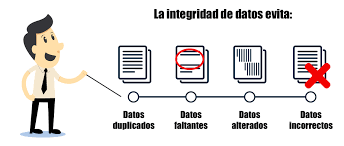 La integridad de datos evita:
Datos
duplicados
Datos
faltantes
Datos
alterados
Datos
incorrectos